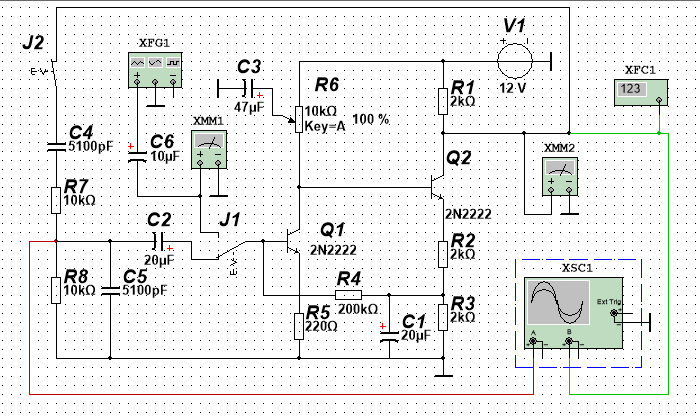 J2
E-V
XFG1
C3
47µF
R6
10kΩ
Key=A
100 %
V1
12 V
R1
2kΩ
XFC1
123
C4
5100pF
C6
10µF
XMM1
Q2
2N2222
XMM2
R7
10kΩ
C2
20µF
J1
E-V
Q1
2N2222
R2
2kΩ
R8
10kΩ
C5
5100pF
R4
200kΩ
R5
220Ω
C1
20µF
R3
2kΩ
XSC1
Ext Trig
A
B